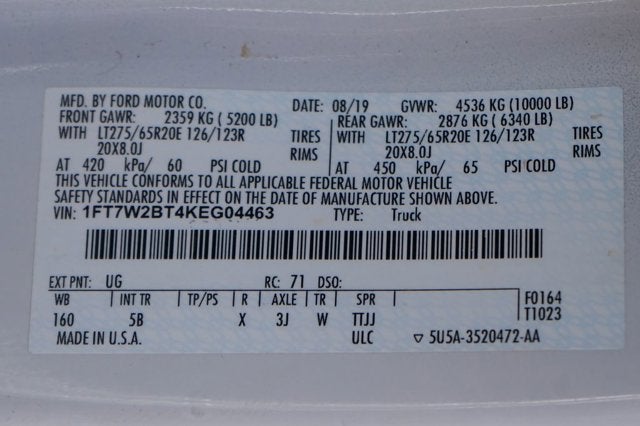 MFD. BY FORD MOTOR CO. DATE: 08/19 GVWR: 4536 KG (10000 LB)
FRONT GAWR: 2359 KG ( 5200 LB) REAR GAWR: 2876 KG ( 6340 LB)
WITH LT275/65R20E 126/123R TIRES WITH LT275/65R20E 126/123R TIRES
20X8.0J RIMS 20X8.0J RIMS
AT 420 kPa/ 60 PSI COLD AT 450 kPa/ 65 PSI COLD
THIS VEHICLE CONFORMS TO ALL APPLICABLE FEDERAL MOTOR VEHICLE
SAFETY STANDARDS IN EFFECT ON THE DATE OF MANUFACTURE SHOWN ABOVE.
VIN: 1FT7W2BT4KEG04463 TYPE: Truck
EXT PNT: UG RC: 71 DSO:
WB INT TR TP/PS R AXLE TR SPR F0164
160 5B X 3J W TTJJ T1023
MADE IN U.S.A. ULC ▽ 5U5A-3520472-AA